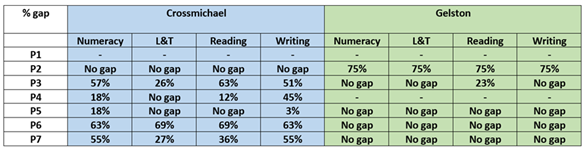 % gap Crossmichael Gelston
Numeracy L&T Reading Writing Numeracy L&T Reading Writing
P1 - - - - - - - -
P2 No gap No gap No gap No gap 75% 75% 75% 75%
P3 57% 26% 63% 51% No gap No gap 23% No gap
P4 18% No gap 12% 45% - - - -
P5 18% No gap No gap 3% No gap No gap No gap No gap
P6 63% 69% 69% 63% No gap No gap No gap No gap
P7 55% 27% 36% 55% No gap No gap No gap No gap